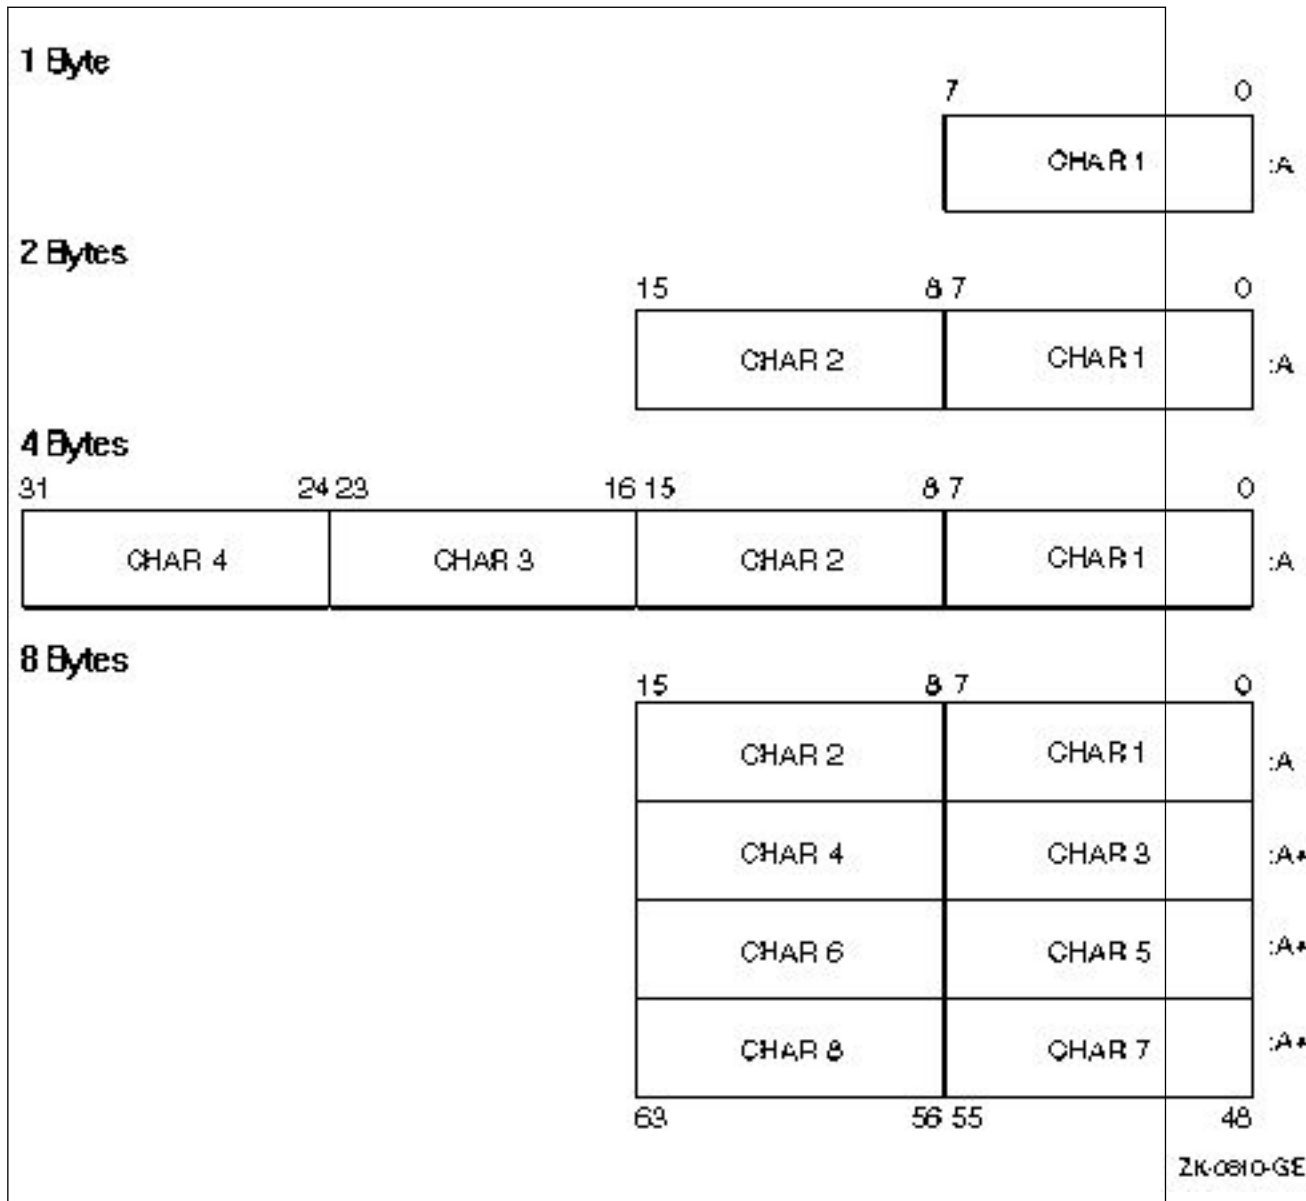 1 Byte
7 0
CHAR 1 :A
2 Bytes
15 8 7 0
CHAR 2 CHAR 1 :A
4 Bytes
31 24 23 16 15 8 7 0
CHAR 4 CHAR 3 CHAR 2 CHAR 1 :A
8 Bytes
15 8 7 0
CHAR 2 CHAR 1 :A
CHAR 4 CHAR 3 :A+
CHAR 6 CHAR 5 :A+
CHAR 8 CHAR 7 :A+
63 56 55 48
ZK-0810-GE